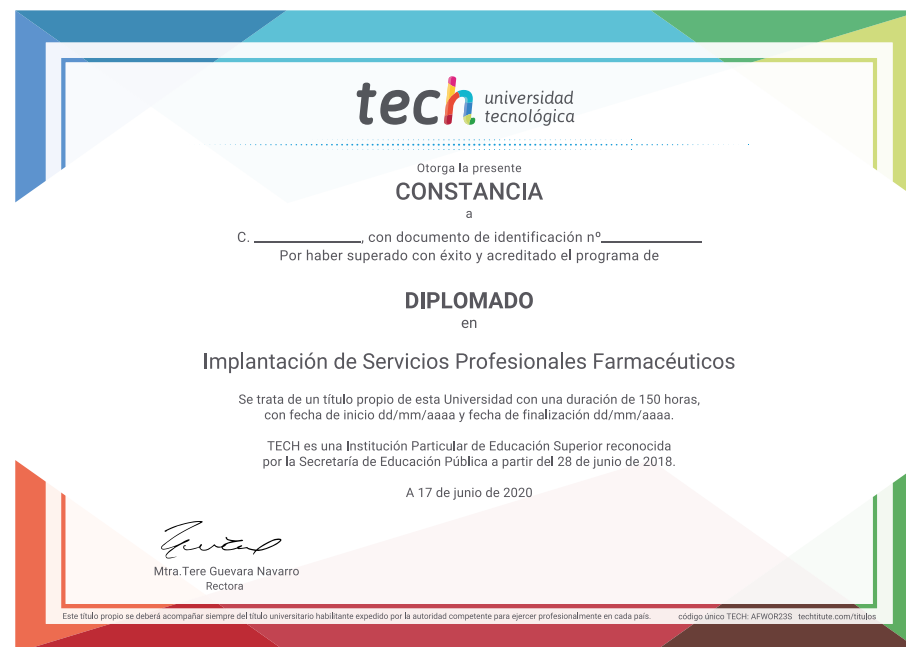 tech universidad
tecnológica
Otorga la presente
CONSTANCIA
a
C. ____________, con documento de identificación nº____________
Por haber superado con éxito y acreditado el programa de
DIPLOMADO
en
Implantación de Servicios Profesionales Farmacéuticos
Se trata de un título propio de esta Universidad con una duración de 150 horas,
con fecha de inicio dd/mm/aaaa y fecha de finalización dd/mm/aaaa.
TECH es una Institución Particular de Educación Superior reconocida
por la Secretaría de Educación Pública a partir del 28 de junio de 2018.
A 17 de junio de 2020
Mtra.Tere Guevara Navarro
Rectora
Este título propio se deberá acompañar siempre del título universitario habilitante expedido por la autoridad competente para ejercer profesionalmente en cada país. código único TECH: AFWOR23S techtitute.com/titulos